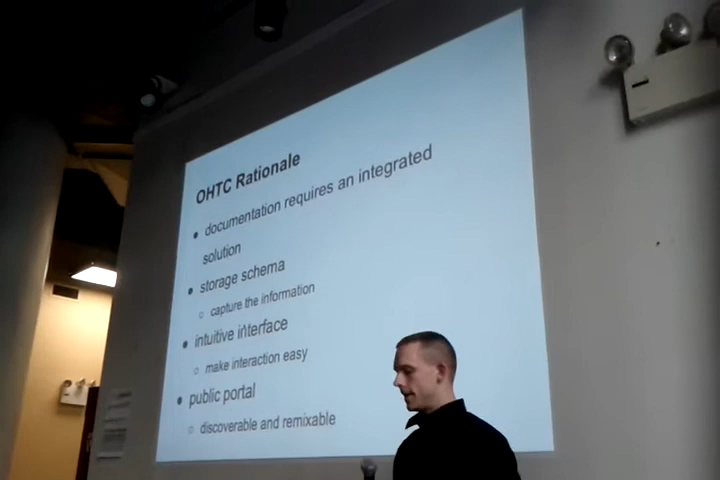 OHTC Rationale
● documentation requires an integrated
solution
● storage schema
○ capture the information
● intuitive interface
○ make interaction easy
● public portal
○ discoverable and remixable